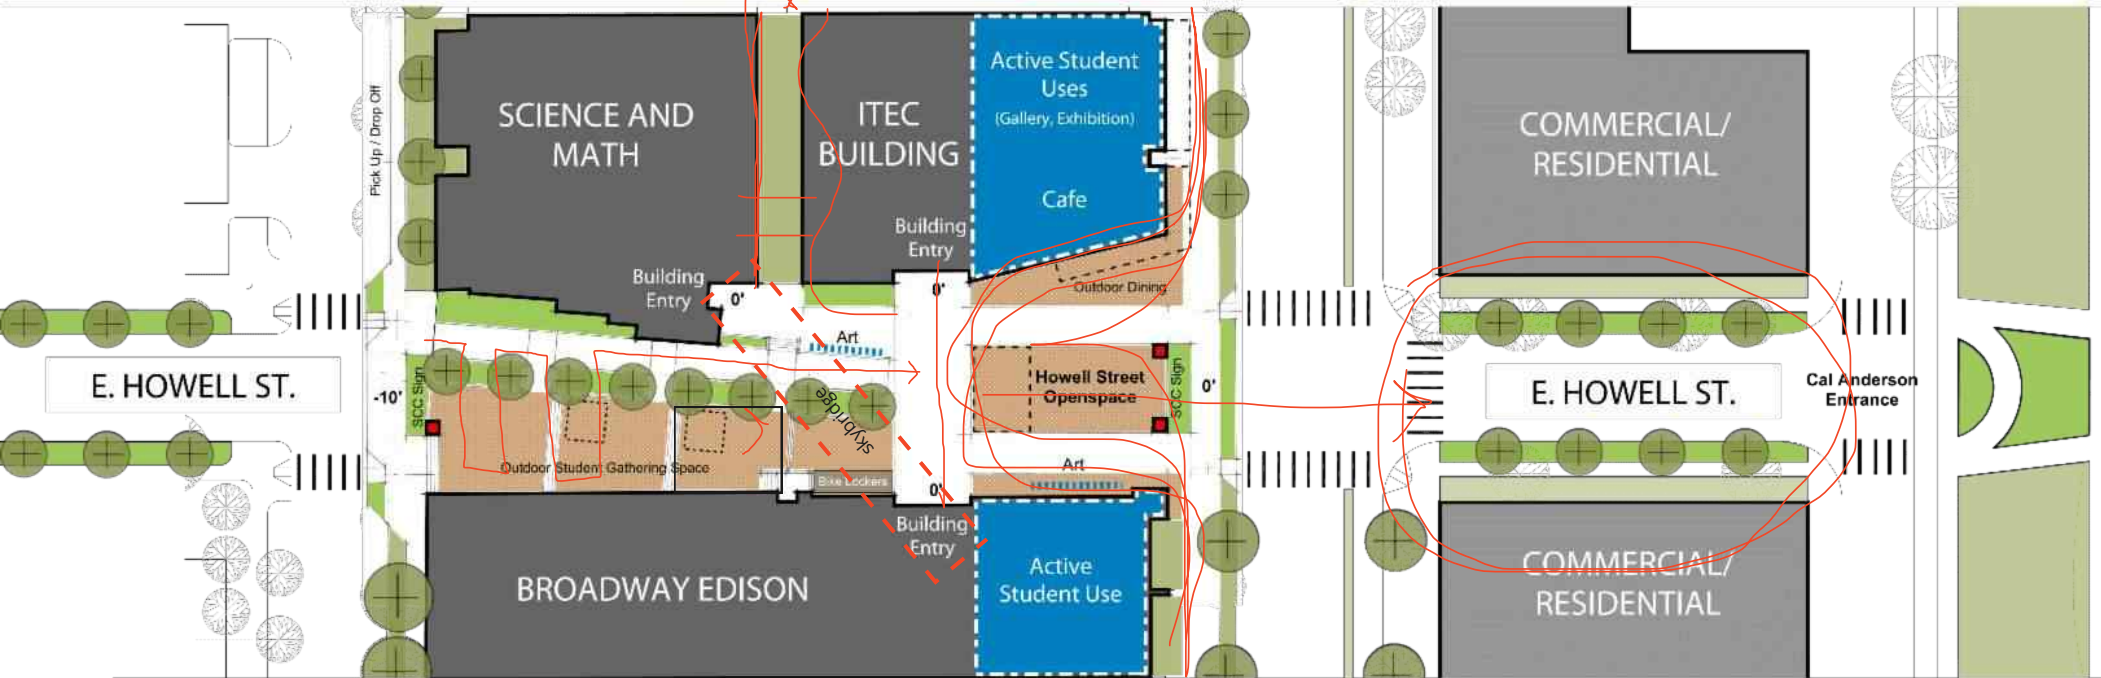 Pick Up / Drop Off
SCIENCE AND
MATH
ITEC
BUILDING
Active Student
Uses
(Gallery, Exhibition)
Cafe
COMMERCIAL/
RESIDENTIAL
Building
Entry
Building
Entry
0'
0'
Outdoor Dining
Art
E. HOWELL ST.
-10'
SCC Sign
skybridge
Howell Street
Openspace
SCC Sign
0'
E. HOWELL ST.
Cal Anderson
Entrance
Outdoor Student Gathering Space
Art
Bike Lockers
0'
Building
Entry
BROADWAY EDISON
Active
Student Use
COMMERCIAL/
RESIDENTIAL